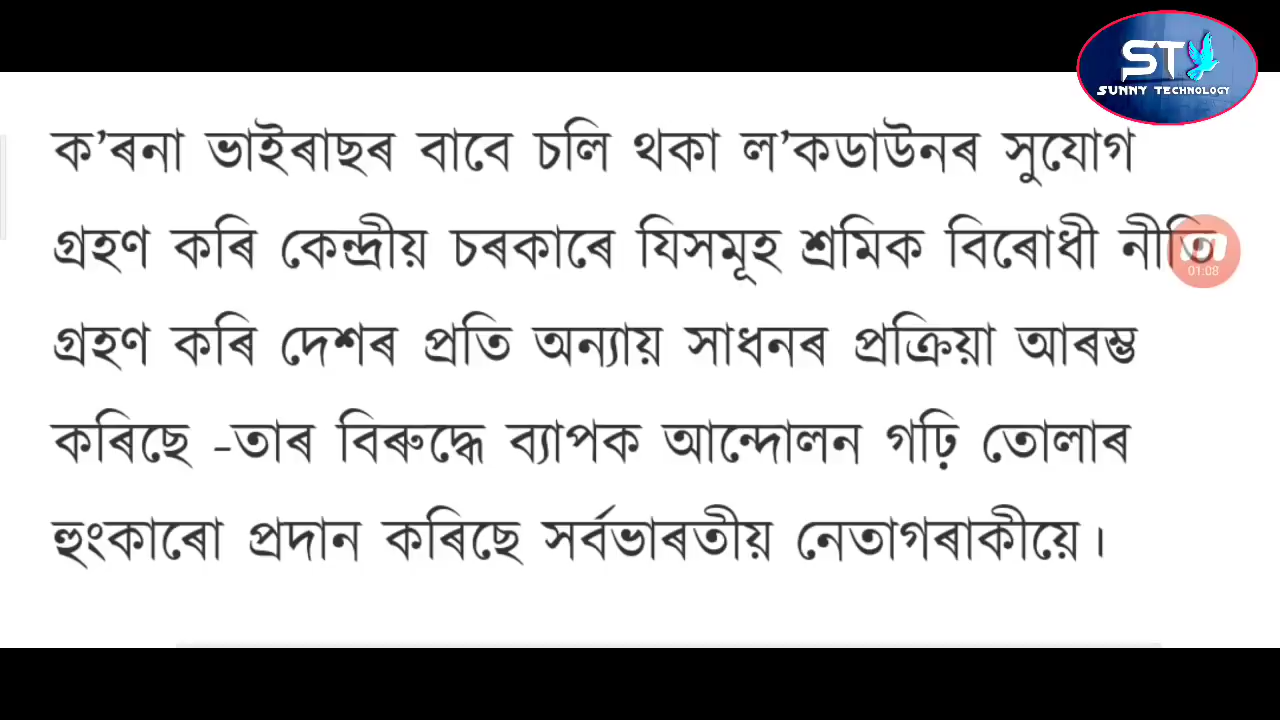 ST
SUNNY TECHNOLOGY
ক’ৰনা ভাইৰাছৰ বাবে চলি থকা ল’কডাউনৰ সুযোগ
গ্ৰহণ কৰি কেন্দ্ৰীয় চৰকাৰে যিসমূহ শ্ৰমিক বিৰোধী নীতি
01:08
গ্ৰহণ কৰি দেশৰ প্ৰতি অন্যায় সাধনৰ প্ৰক্ৰিয়া আৰম্ভ
কৰিছে -তাৰ বিৰুদ্ধে ব্যাপক আন্দোলন গঢ়ি তোলাৰ
হুংকাৰো প্ৰদান কৰিছে সৰ্বভাৰতীয় নেতাগৰাকীয়ে।